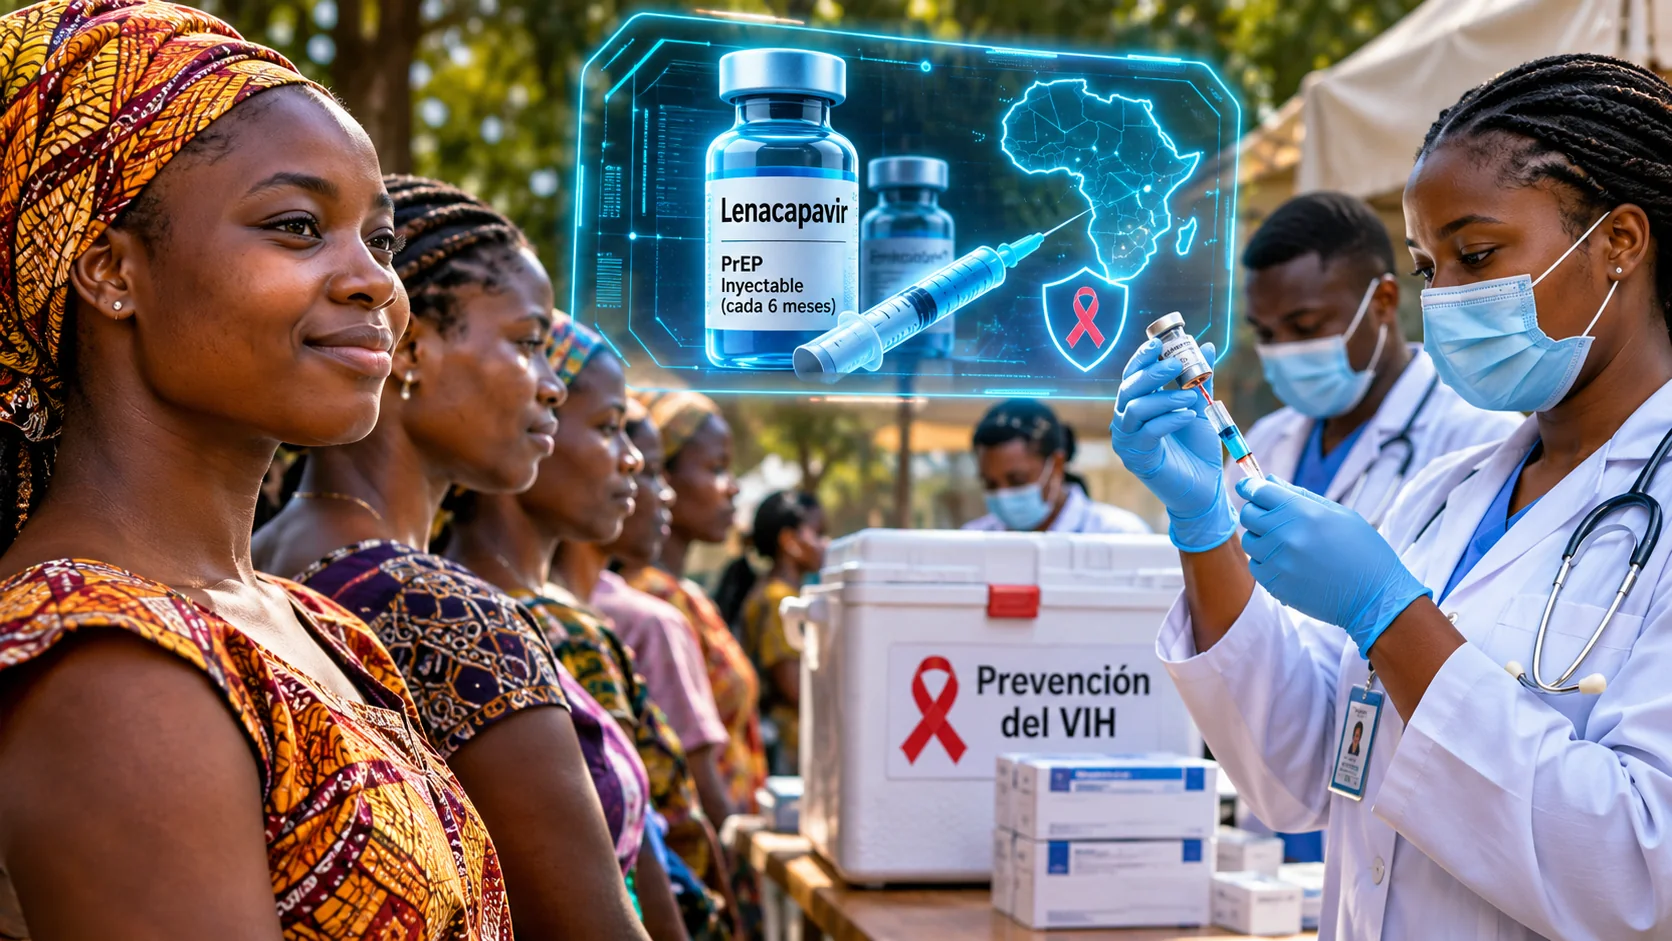 Lenacapavir
PrEP
Inyectable
(cada 6 meses)
Prevención
del VIH